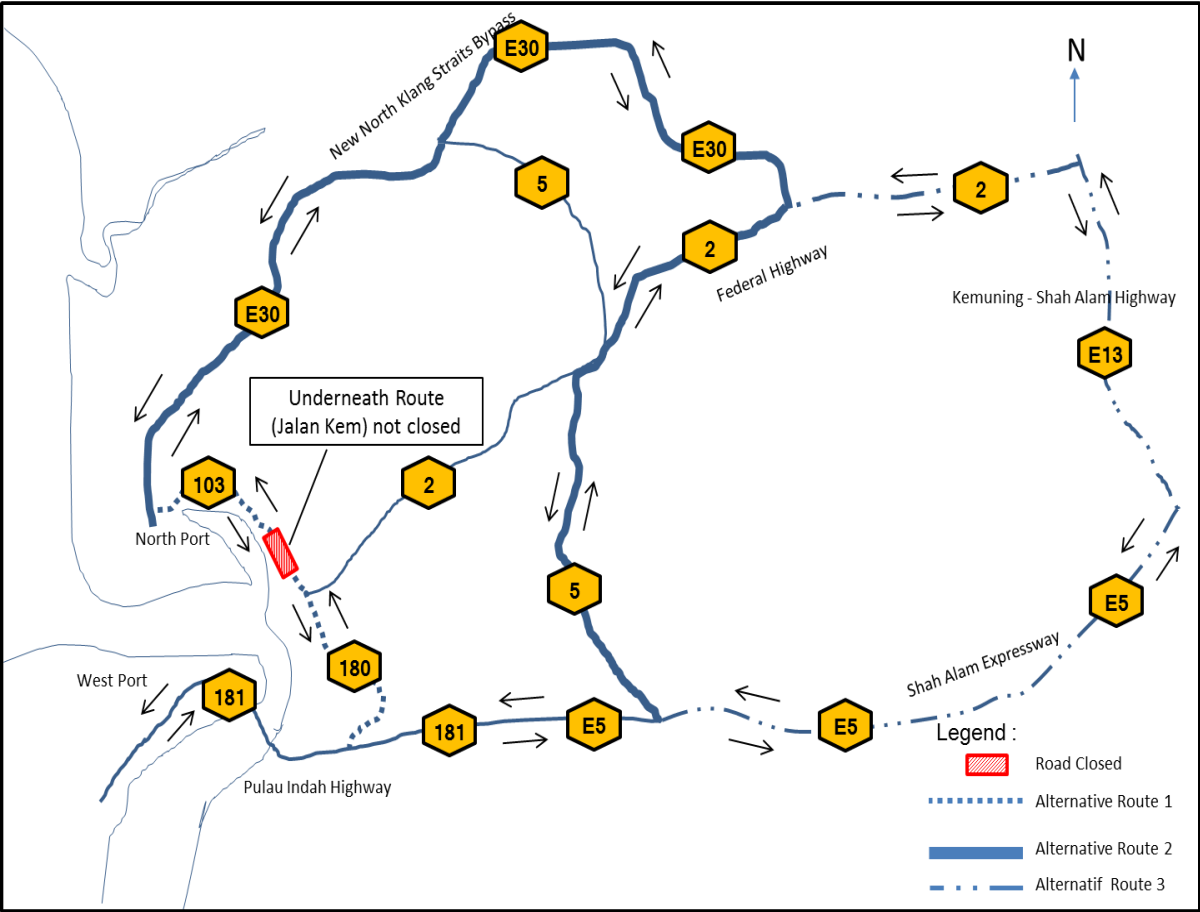 New North Klang Straits Bypass
E30
N
E30
5
2
2
Federal Highway
Kemuning - Shah Alam Highway
E30
E13
Underneath Route
(Jalan Kem) not closed
103
2
North Port
5
E5
180
West Port
181
Shah Alam Expressway
181
E5
E5
Pulau Indah Highway
Legend :
Road Closed
Alternative Route 1
Alternative Route 2
Alternatif Route 3